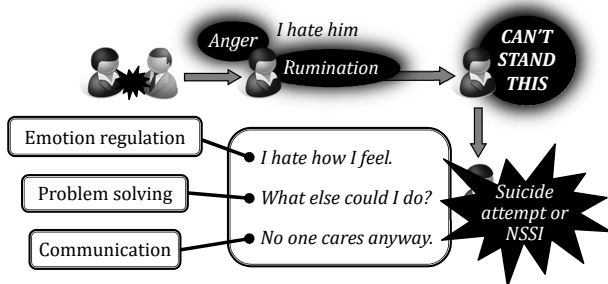 Anger
I hate him
Rumination
CAN'T
STAND
THIS
Emotion regulation
I hate how I feel.
Problem solving
What else could I do?
Communication
No one cares anyway.
Suicide
attempt or
NSSI